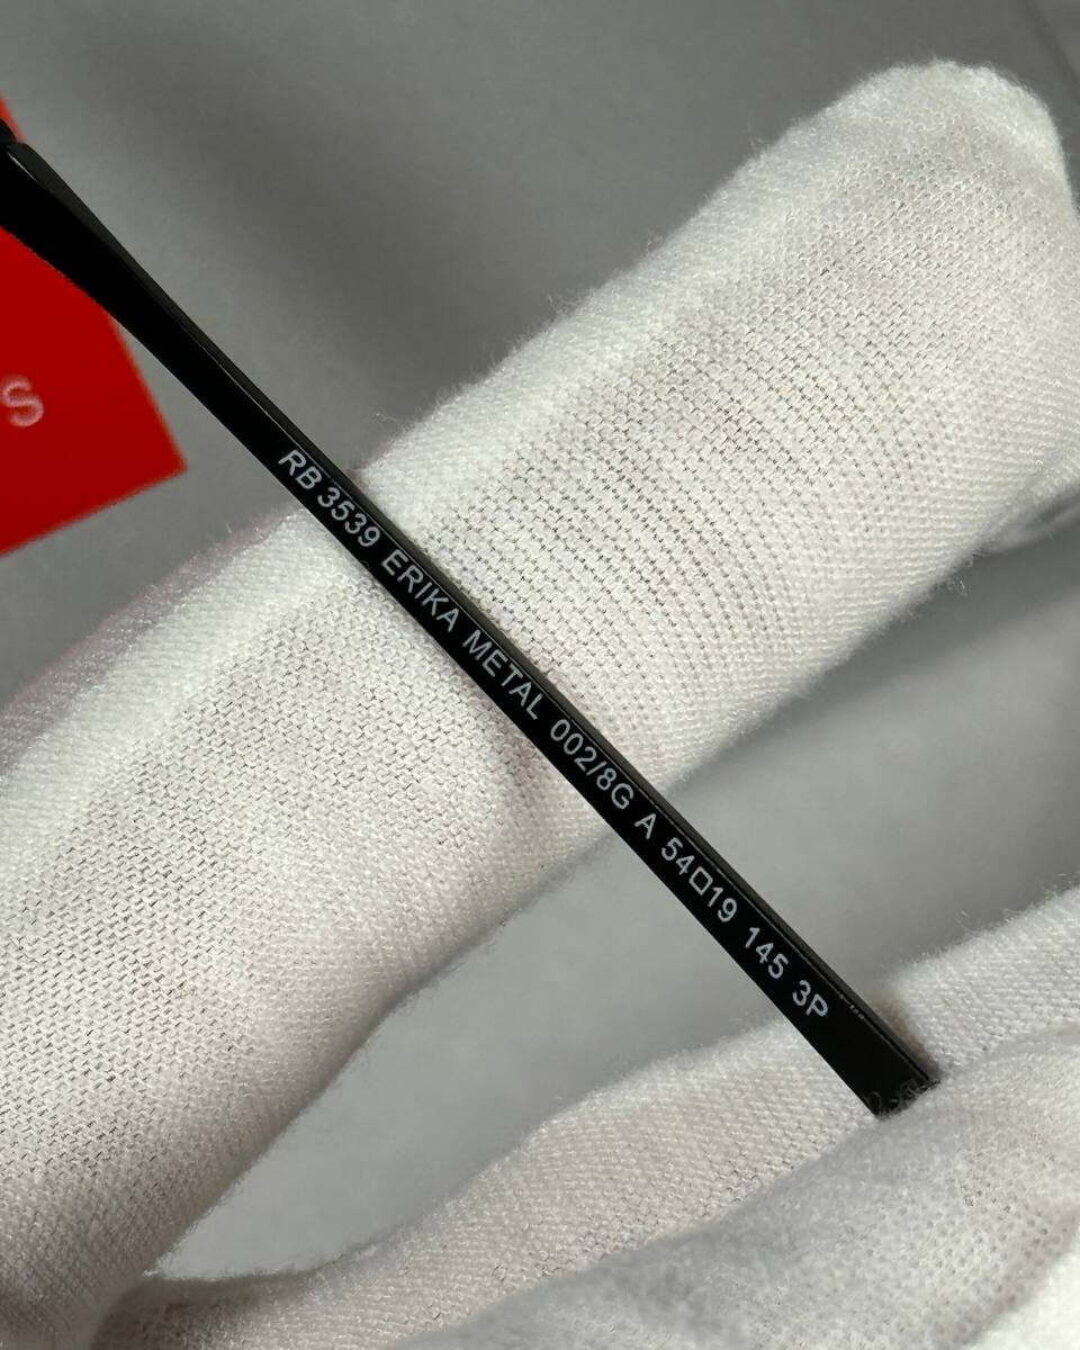 S
RB 3539 ERIKA METAL 002/8G A 54□19 145 3P